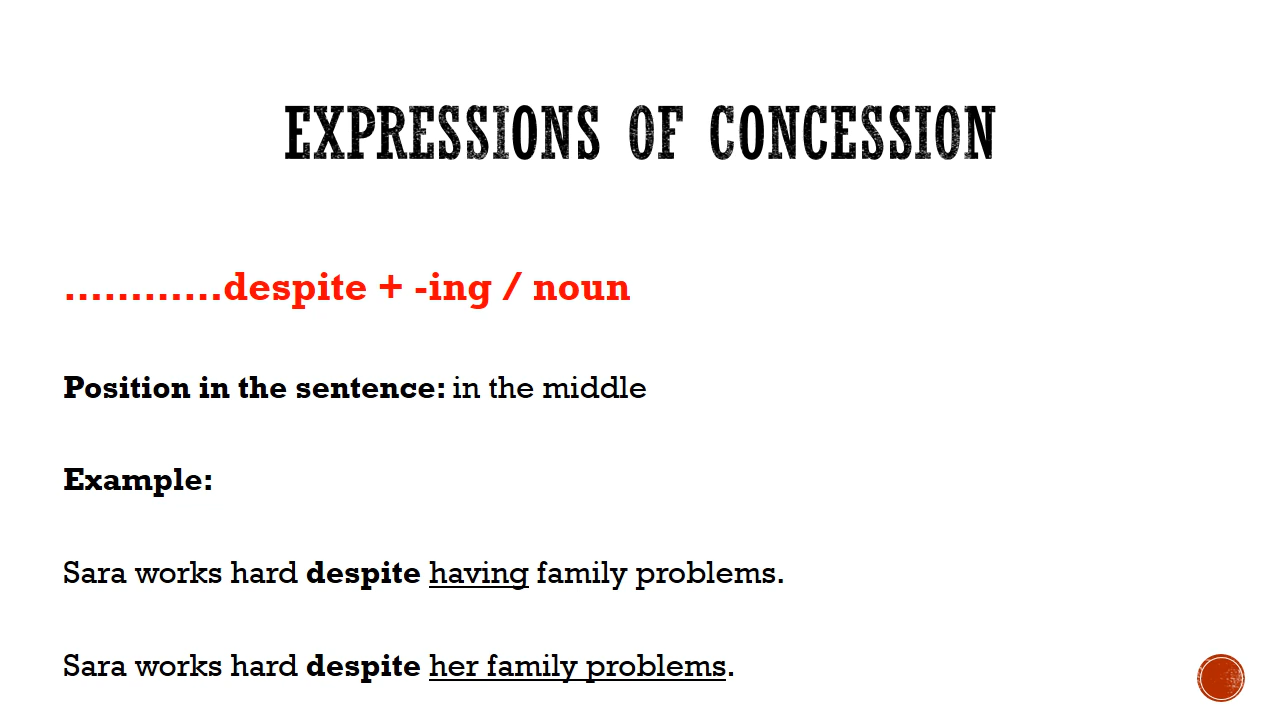 EXPRESSIONS OF CONCESSION
............despite + -ing / noun
Position in the sentence: in the middle
Example:
Sara works hard despite having family problems.
Sara works hard despite her family problems.